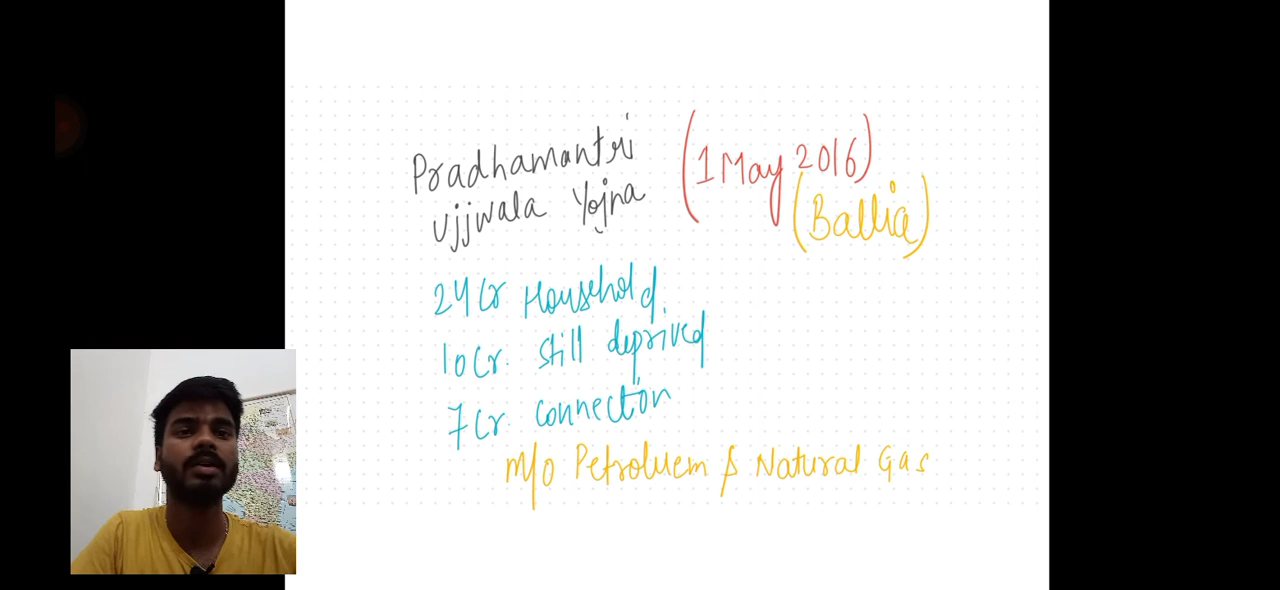 Pradhamantri (1 May 2016)
Ujjwala Yojna (Ballia)
24 Cr Household
10 Cr. still deprived
7 Cr. connection
m/o Petroluem & Natural Gas